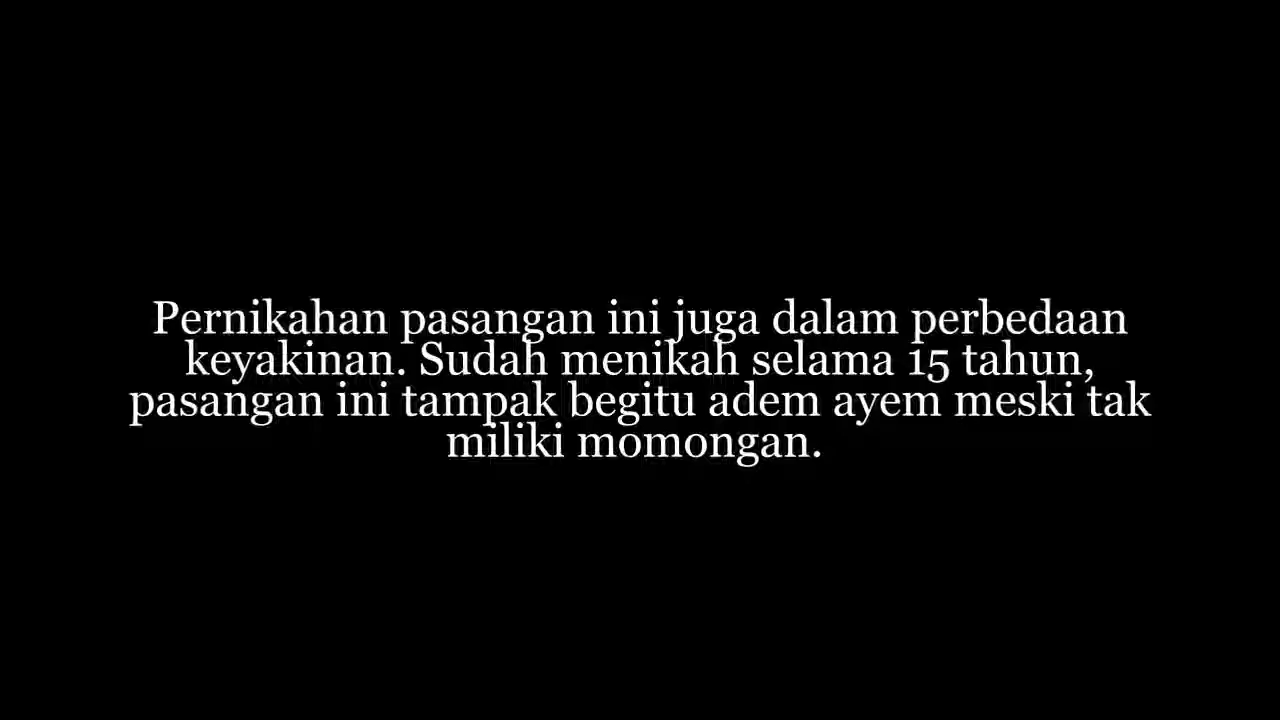 Pernikahan pasangan ini juga dalam perbedaan
keyakinan. Sudah menikah selama 15 tahun,
pasangan ini tampak begitu adem ayem meski tak
miliki momongan.